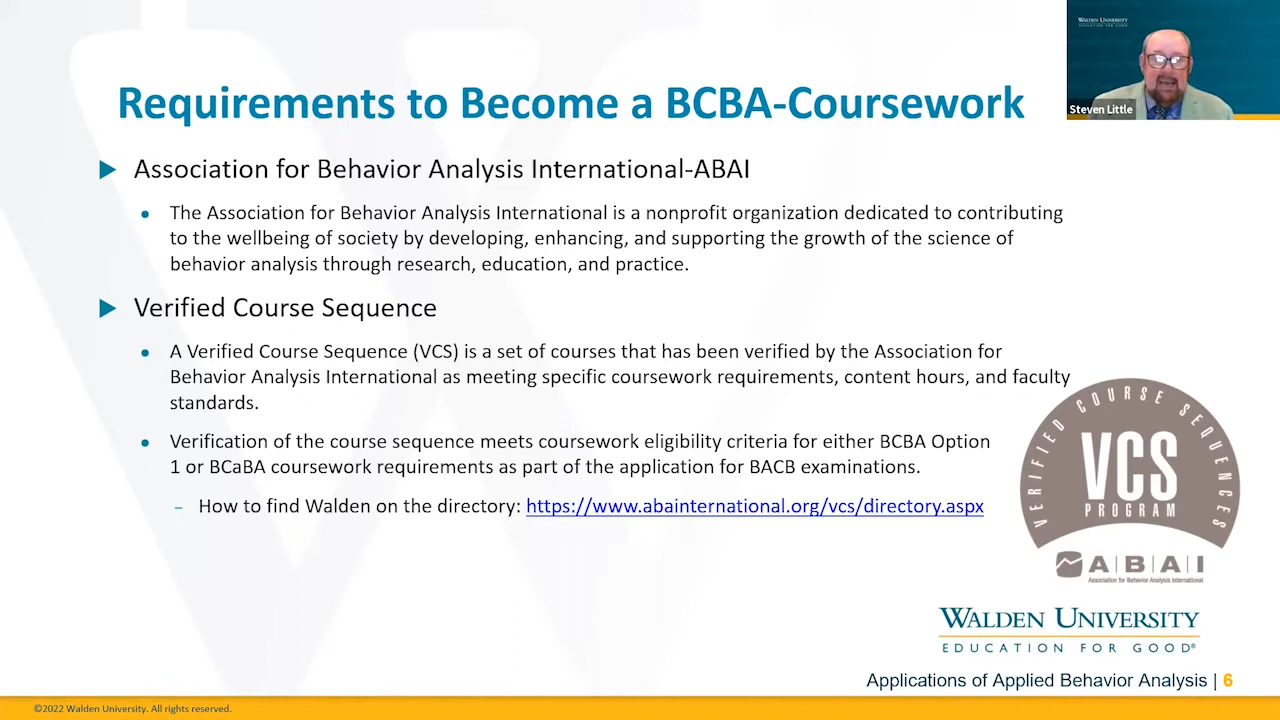 WALDEN UNIVERSITY
Steven Little
Requirements to Become a BCBA-Coursework
Association for Behavior Analysis International-ABAI
• The Association for Behavior Analysis International is a nonprofit organization dedicated to contributing
to the wellbeing of society by developing, enhancing, and supporting the growth of the science of
behavior analysis through research, education, and practice.
Verified Course Sequence
• A Verified Course Sequence (VCS) is a set of courses that has been verified by the Association for
Behavior Analysis International as meeting specific coursework requirements, content hours, and faculty
standards.
• Verification of the course sequence meets coursework eligibility criteria for either BCBA Option
1 or BCaBA coursework requirements as part of the application for BACB examinations.
– How to find Walden on the directory: https://www.abainternational.org/vcs/directory.aspx
VERIFIED COURSE SEQUENCES
VCS
PROGRAM
A|B|A|I
Association for Behavior Analysis International
WALDEN UNIVERSITY
EDUCATION FOR GOOD®
Applications of Applied Behavior Analysis | 6
©2022 Walden University. All rights reserved.